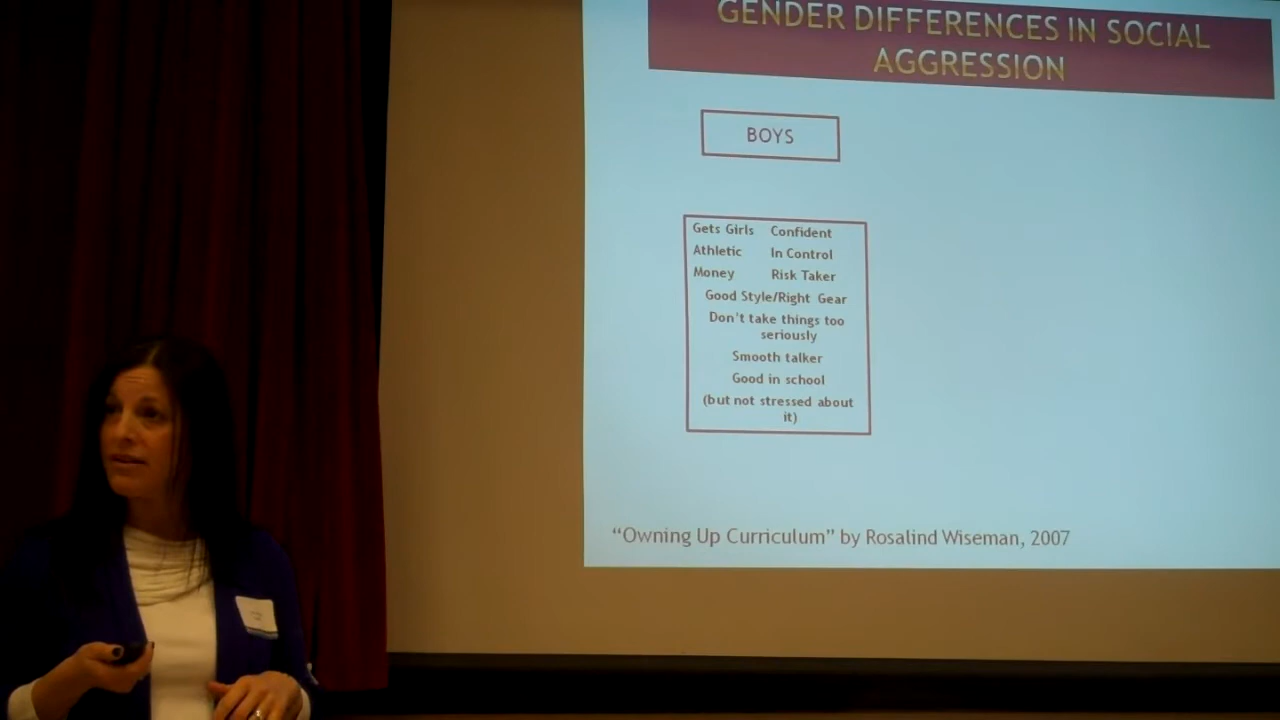 GENDER DIFFERENCES IN SOCIAL
AGGRESSION
BOYS
Gets Girls Confident
Athletic In Control
Money Risk Taker
Good Style/Right Gear
Don't take things too
seriously
Smooth talker
Good in school
(but not stressed about
it)
“Owning Up Curriculum” by Rosalind Wiseman, 2007